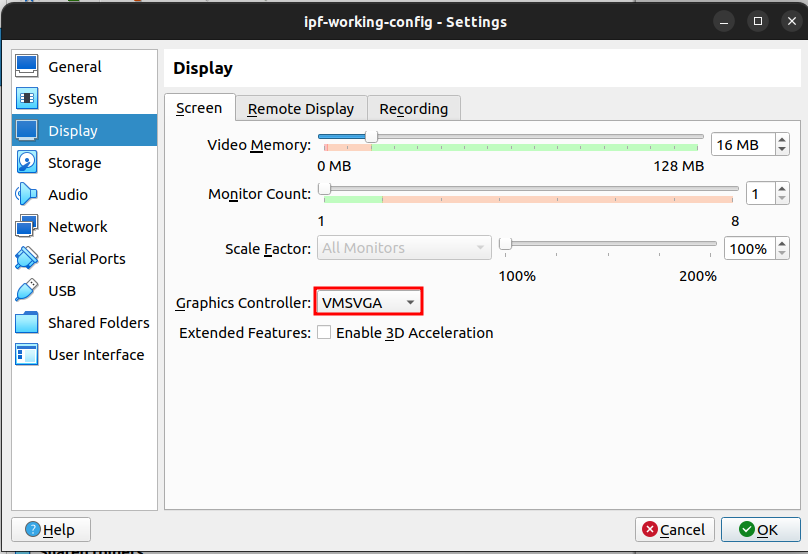 ipf-working-config - Settings
General
System
Display
Storage
Audio
Network
Serial Ports
USB
Shared Folders
User Interface
Display
Screen Remote Display Recording
Video Memory: 16 MB
0 MB 128 MB
Monitor Count: 1
1 8
Scale Factor: All Monitors 100%
100% 200%
Graphics Controller: VMSVGA
Extended Features: Enable 3D Acceleration
Help Cancel OK
Shared Folders